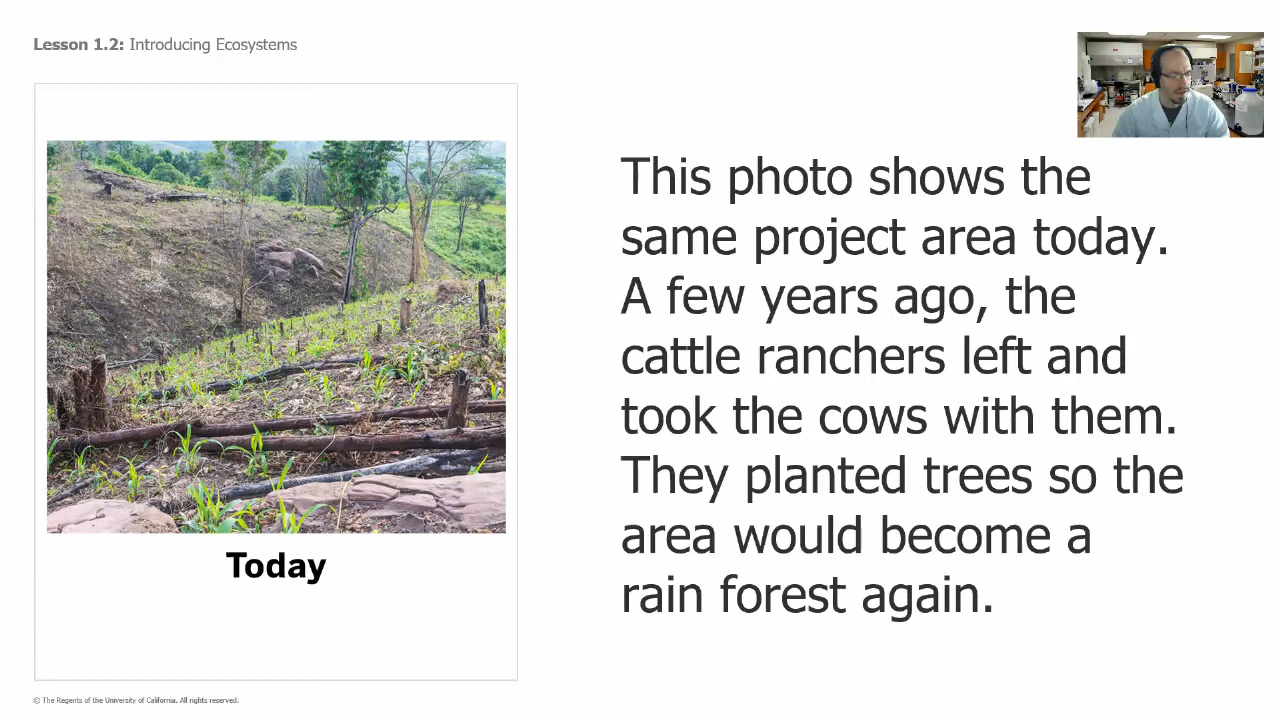 Lesson 1.2: Introducing Ecosystems
This photo shows the
same project area today.
A few years ago, the
cattle ranchers left and
took the cows with them.
They planted trees so the
area would become a
rain forest again.
Today
© The Regents of the University of California. All rights reserved.